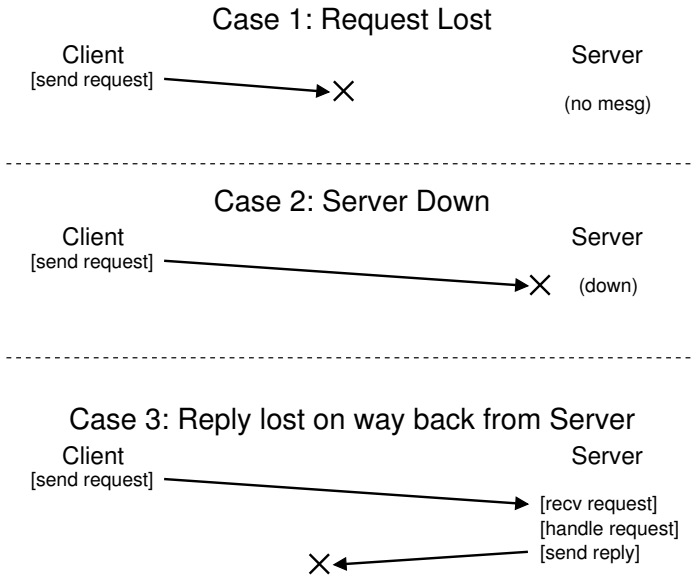 Case 1: Request Lost
Client Server
[send request]
(no mesg)
Case 2: Server Down
Client Server
[send request]
(down)
Case 3: Reply lost on way back from Server
Client Server
[send request]
[recv request]
[handle request]
[send reply]